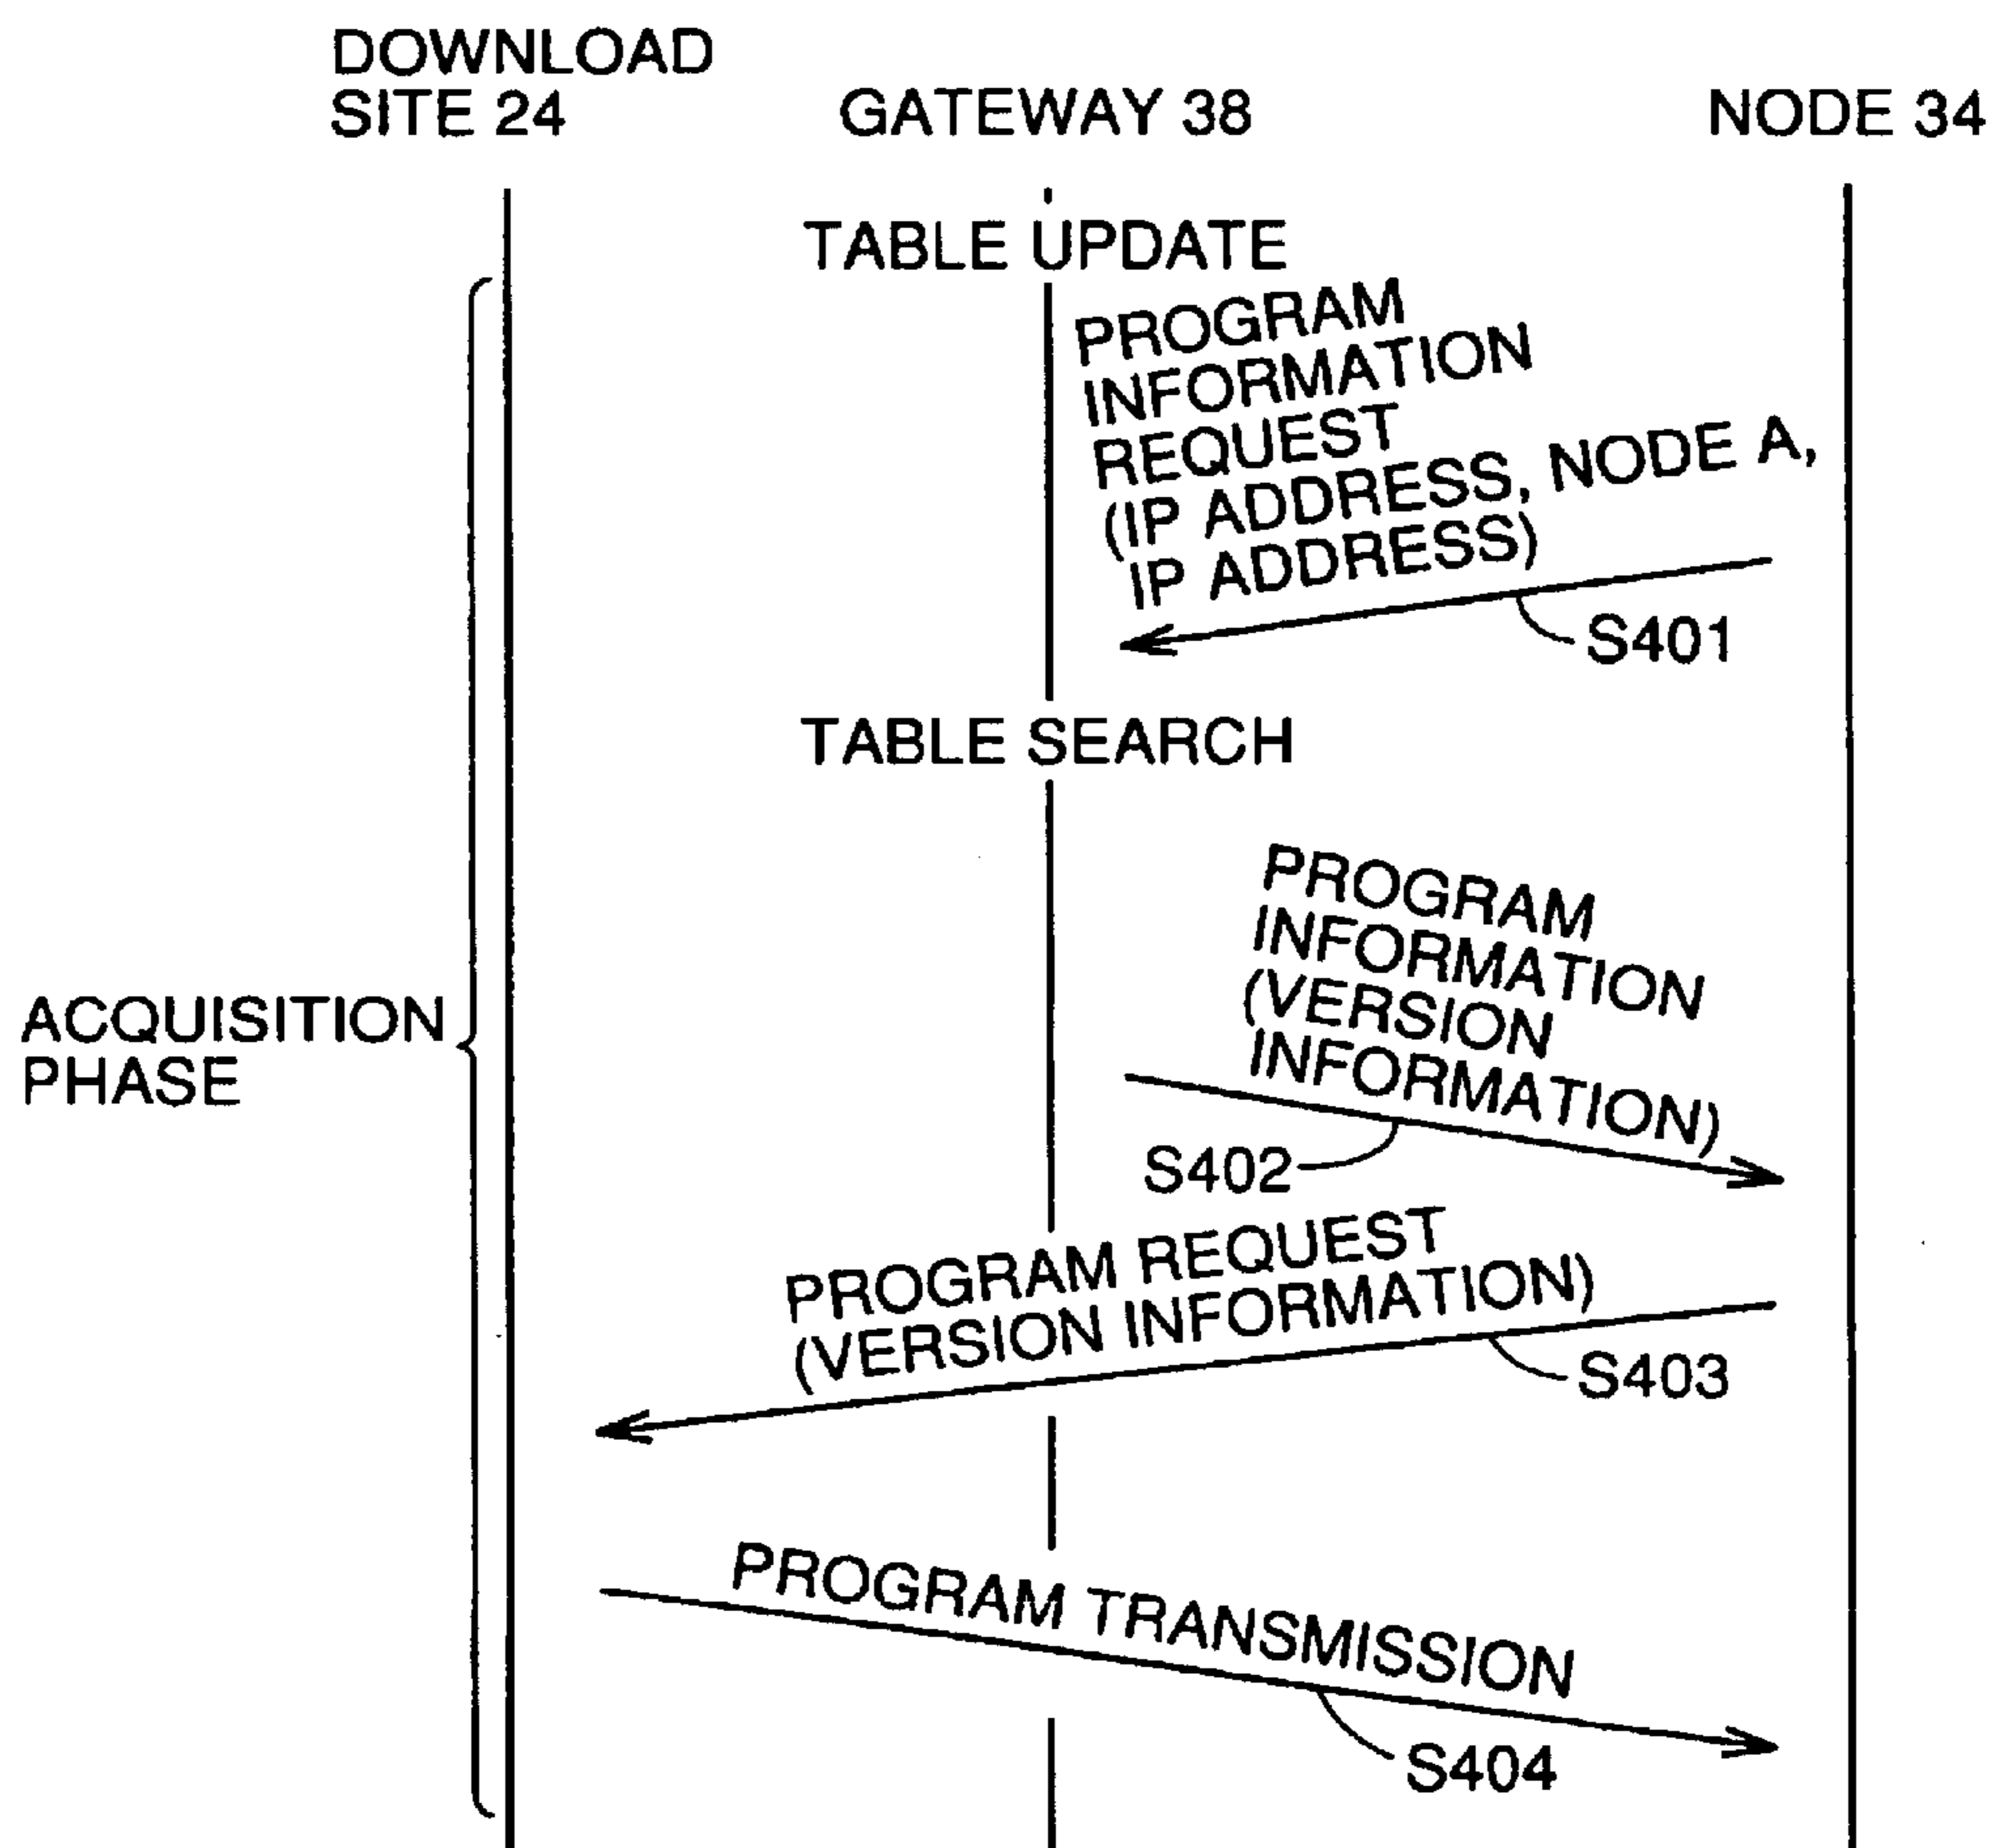 DOWNLOAD
SITE 24
GATEWAY 38
NODE 34
TABLE UPDATE
PROGRAM
INFORMATION
REQUEST
(IP ADDRESS, NODE A,
IP ADDRESS)
S401
TABLE SEARCH
PROGRAM
INFORMATION
(VERSION
INFORMATION)
S402
ACQUISITION
PHASE
PROGRAM REQUEST
(VERSION INFORMATION)
S403
PROGRAM TRANSMISSION
S404